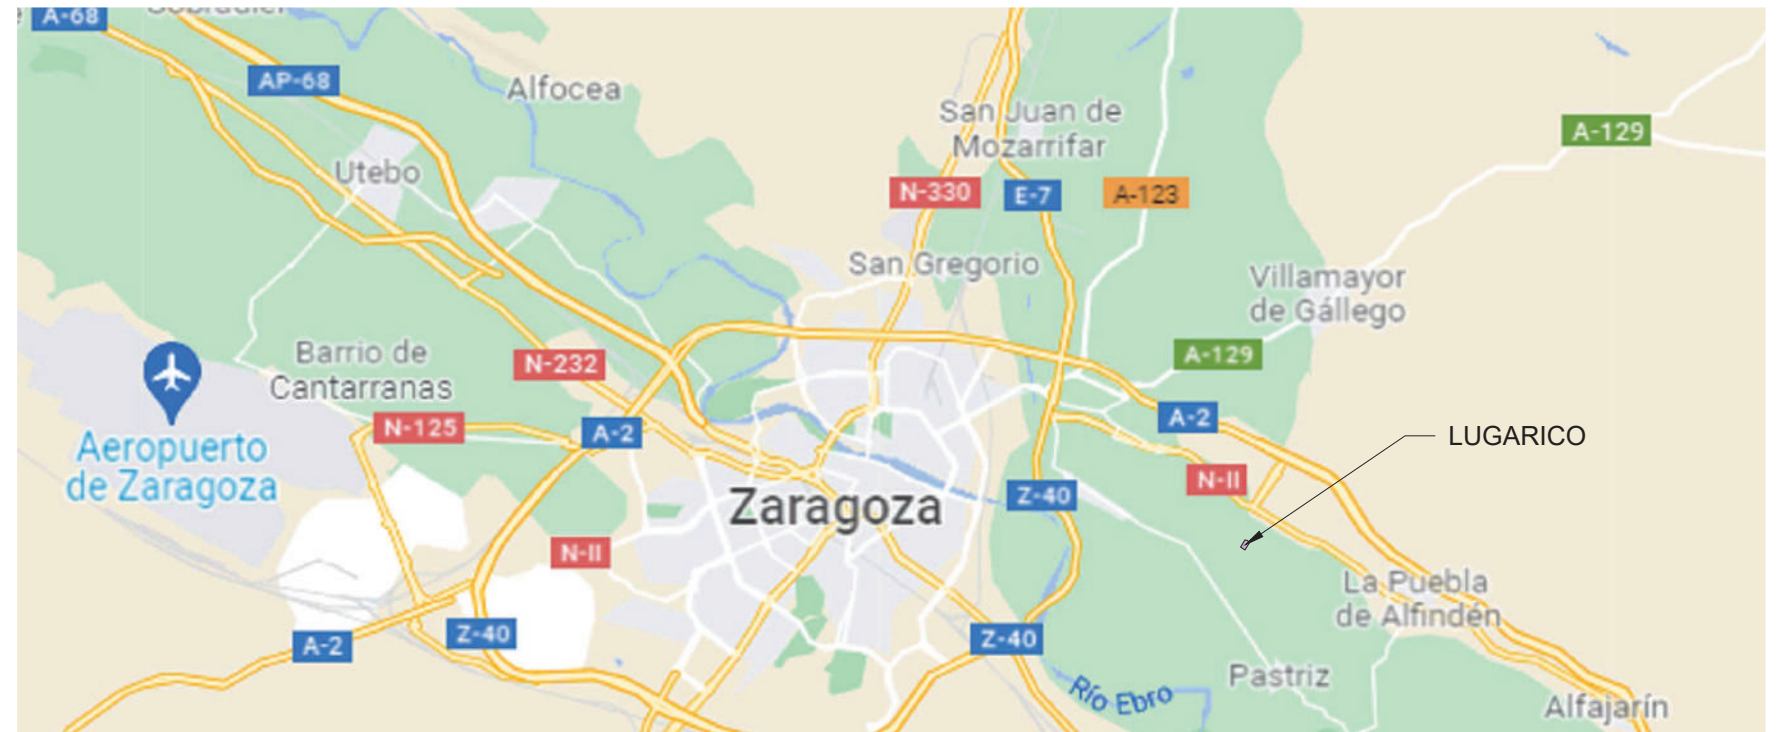 A-68
Sobradiel
AP-68
Alfocea
San Juan de
Mozarrifar
A-129
Utebo
N-330
E-7
A-123
San Gregorio
Villamayor
de Gállego
Barrio de
Cantarranas
N-232
A-129
N-125
A-2
A-2
LUGARICO
Aeropuerto
de Zaragoza
N-II
Z-40
Zaragoza
N-II
La Puebla
de Alfindén
A-2
Z-40
Z-40
Pastriz
Río Ebro
Alfajarín